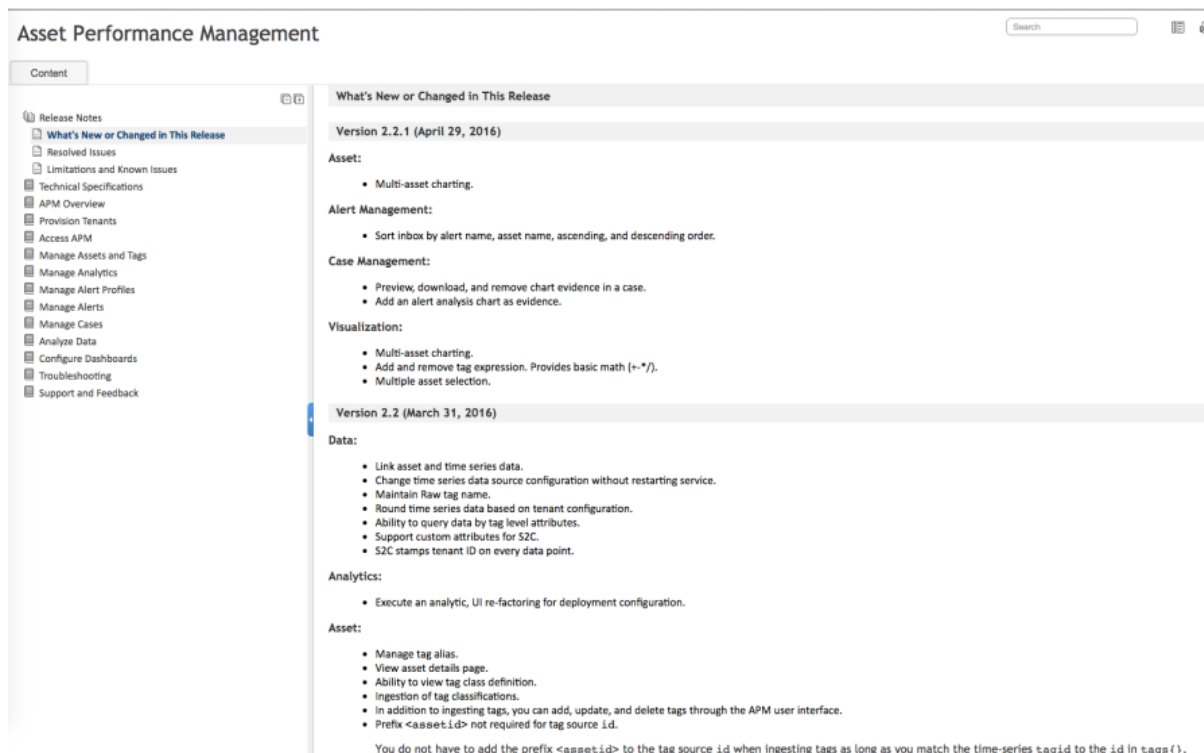 Asset Performance Management
Search
Content
Release Notes
What's New or Changed in This Release
Resolved Issues
Limitations and Known Issues
Technical Specifications
APM Overview
Provision Tenants
Access APM
Manage Assets and Tags
Manage Analytics
Manage Alert Profiles
Manage Alerts
Manage Cases
Analyze Data
Configure Dashboards
Troubleshooting
Support and Feedback
What's New or Changed in This Release
Version 2.2.1 (April 29, 2016)
Asset:
• Multi-asset charting.
Alert Management:
• Sort inbox by alert name, asset name, ascending, and descending order.
Case Management:
• Preview, download, and remove chart evidence in a case.
• Add an alert analysis chart as evidence.
Visualization:
• Multi-asset charting.
• Add and remove tag expression. Provides basic math (+-*/).
• Multiple asset selection.
Version 2.2 (March 31, 2016)
Data:
• Link asset and time series data.
• Change time series data source configuration without restarting service.
• Maintain Raw tag name.
• Round time series data based on tenant configuration.
• Ability to query data by tag level attributes.
• Support custom attributes for S2C.
• S2C stamps tenant ID on every data point.
Analytics:
• Execute an analytic, UI re-factoring for deployment configuration.
Asset:
• Manage tag alias.
• View asset details page.
• Ability to view tag class definition.
• Ingestion of tag classifications.
• In addition to ingesting tags, you can add, update, and delete tags through the APM user interface.
• Prefix <assetid> not required for tag source id.
You do not have to add the prefix <assetid> to the tag source id when ingesting tags as long as you match the time-series tagid to the id in tags().